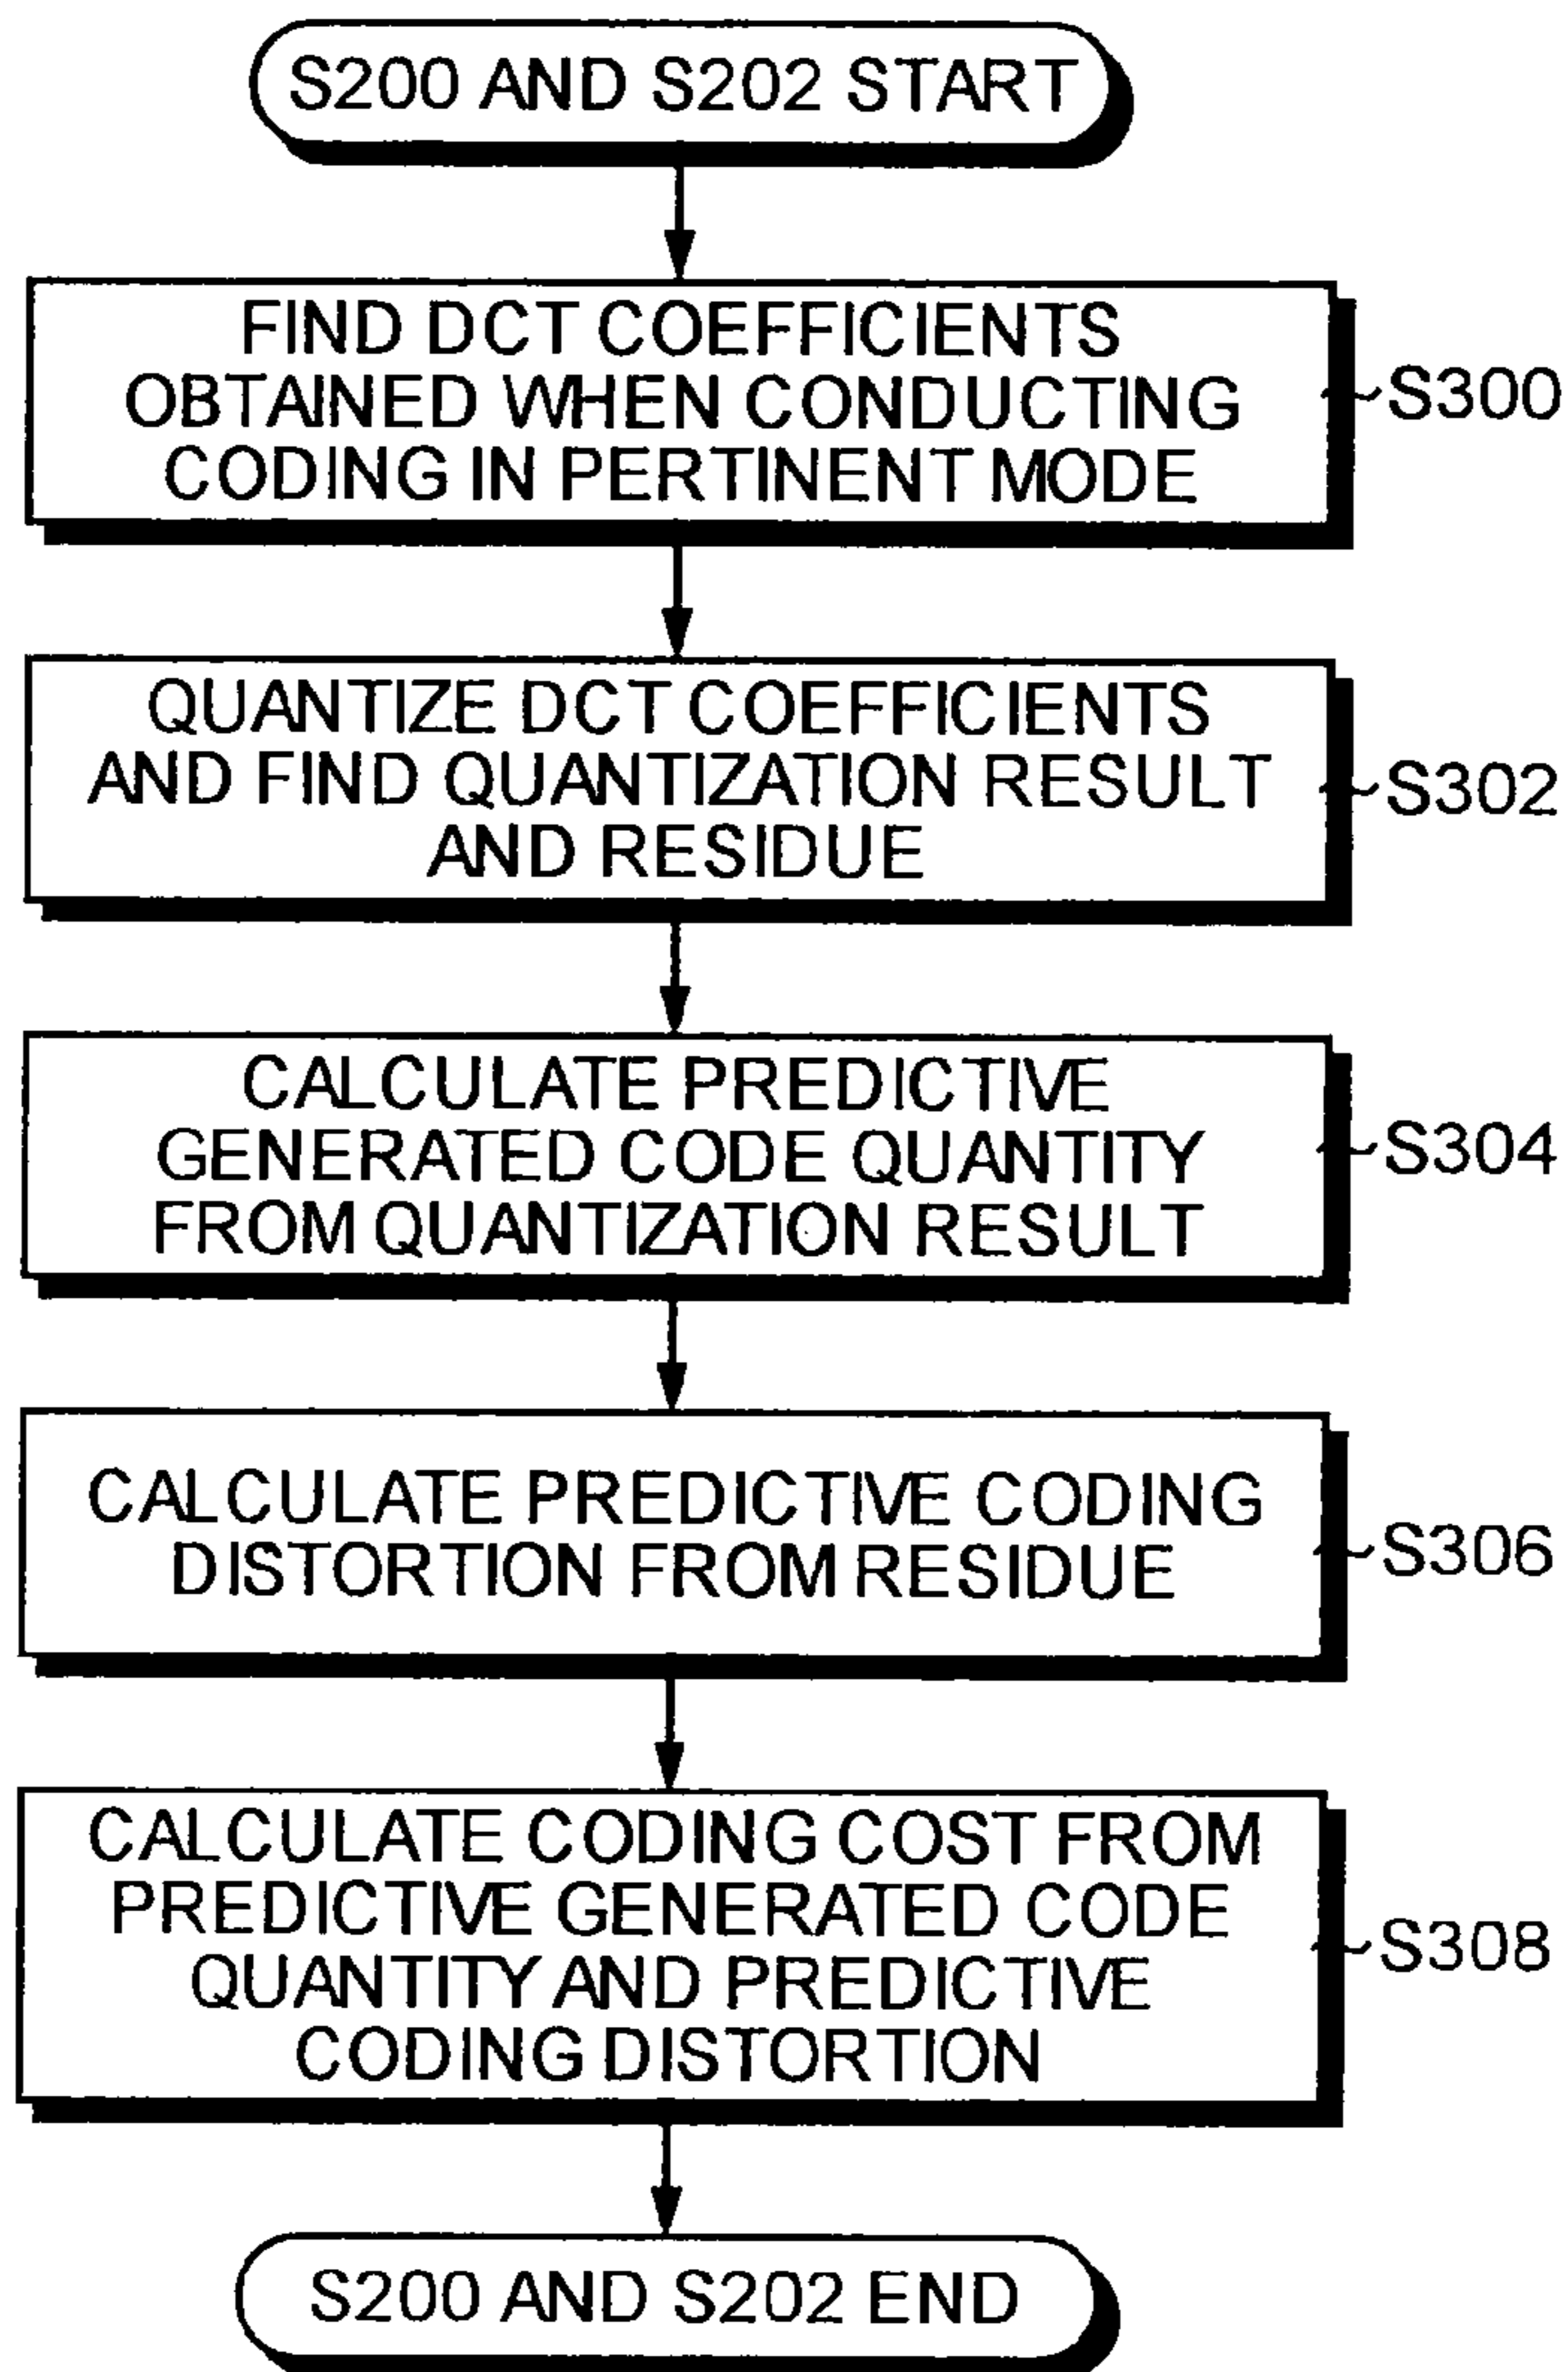 S200 AND S202 START
FIND DCT COEFFICIENTS
OBTAINED WHEN CONDUCTING
CODING IN PERTINENT MODE
S300
QUANTIZE DCT COEFFICIENTS
AND FIND QUANTIZATION RESULT
AND RESIDUE
S302
CALCULATE PREDICTIVE
GENERATED CODE QUANTITY
FROM QUANTIZATION RESULT
S304
CALCULATE PREDICTIVE CODING
DISTORTION FROM RESIDUE
S306
CALCULATE CODING COST FROM
PREDICTIVE GENERATED CODE
QUANTITY AND PREDICTIVE
CODING DISTORTION
S308
S200 AND S202 END